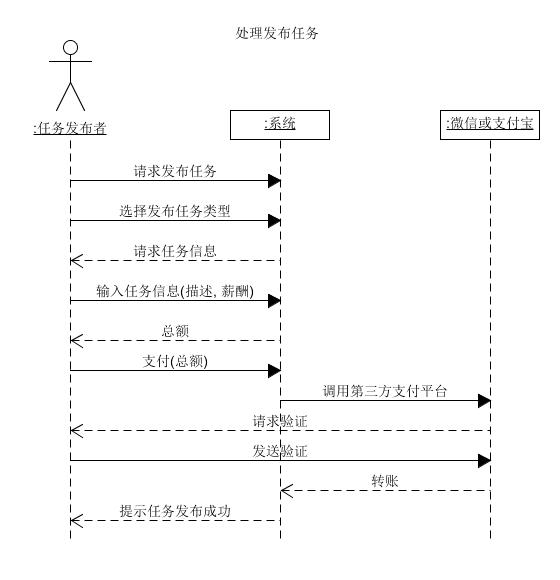 处理发布任务
:任务发布者
:系统
:微信或支付宝
请求发布任务
选择发布任务类型
请求任务信息
输入任务信息(描述, 薪酬)
总额
支付(总额)
调用第三方支付平台
请求验证
发送验证
转账
提示任务发布成功